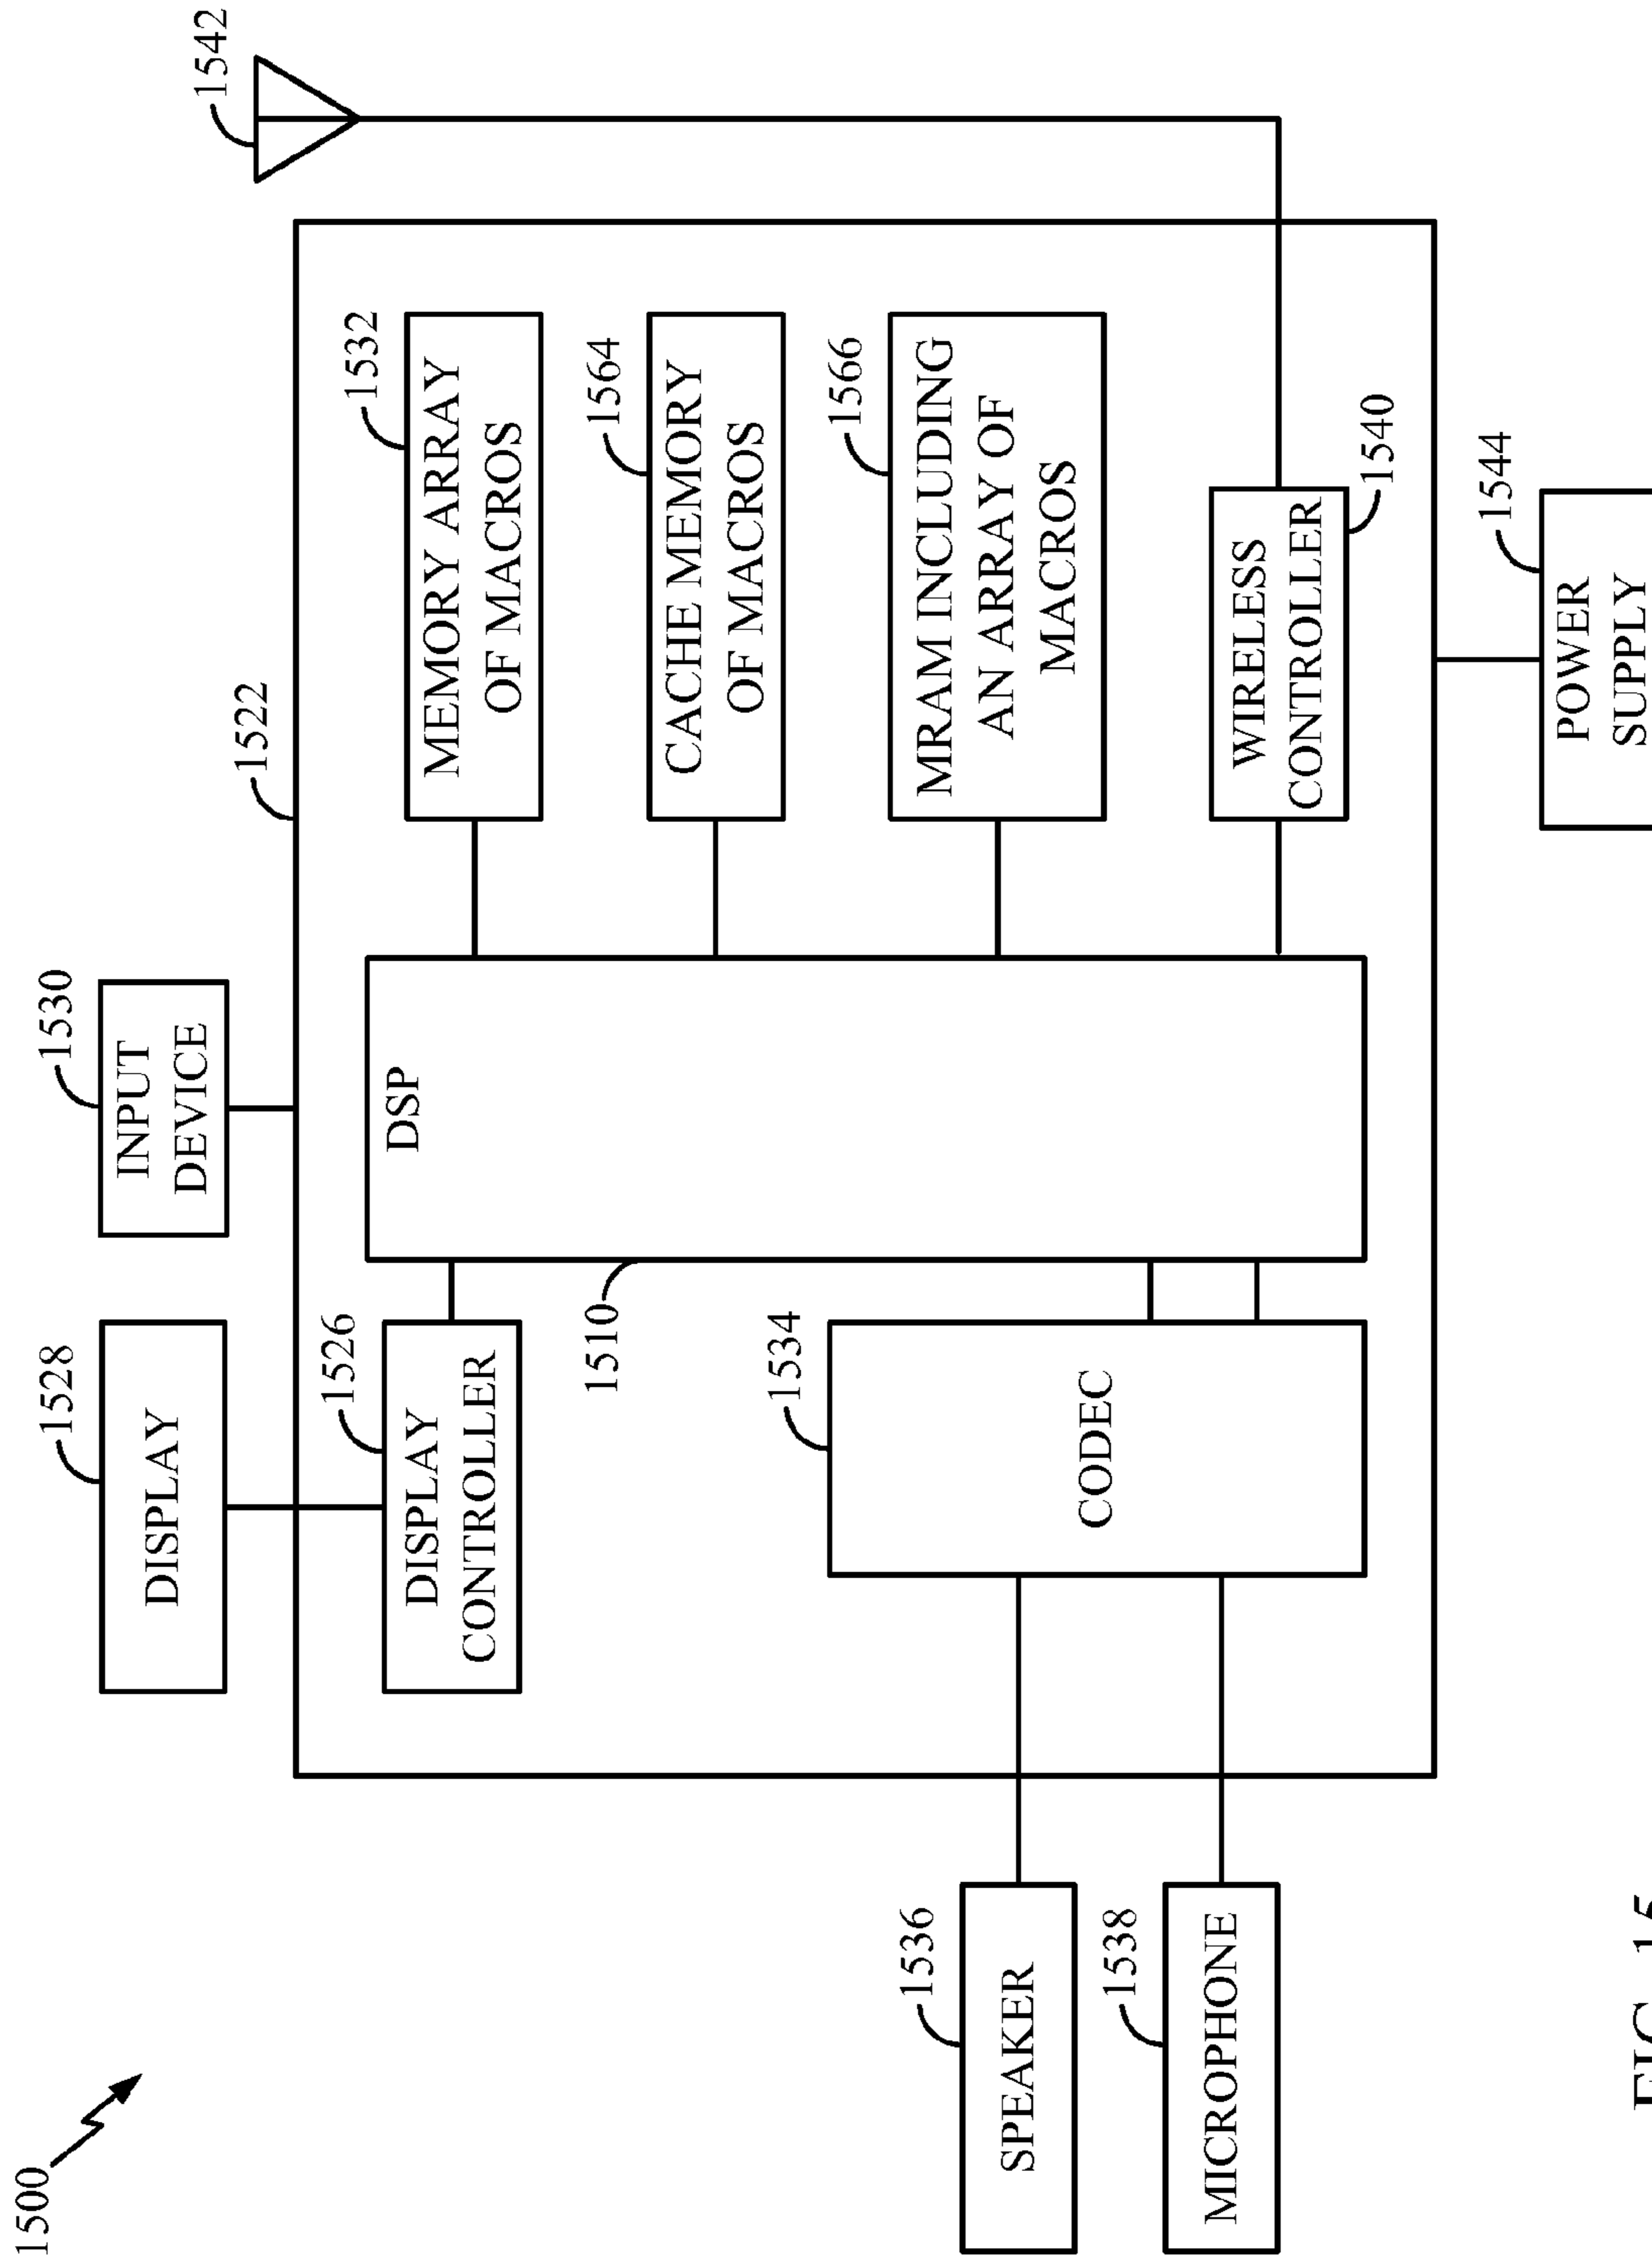 1500
1528
1530
1542
DISPLAY
INPUT
DEVICE
1522
1526
1532
DISPLAY
CONTROLLER
DSP
MEMORY ARRAY
OF MACROS
1510
1564
CACHE MEMORY
OF MACROS
1534
1536
1566
SPEAKER
CODEC
MRAM INCLUDING
AN ARRAY OF
MACROS
1538
MICROPHONE
WIRELESS
CONTROLLER
1540
1544
POWER
SUPPLY
FIG. 15